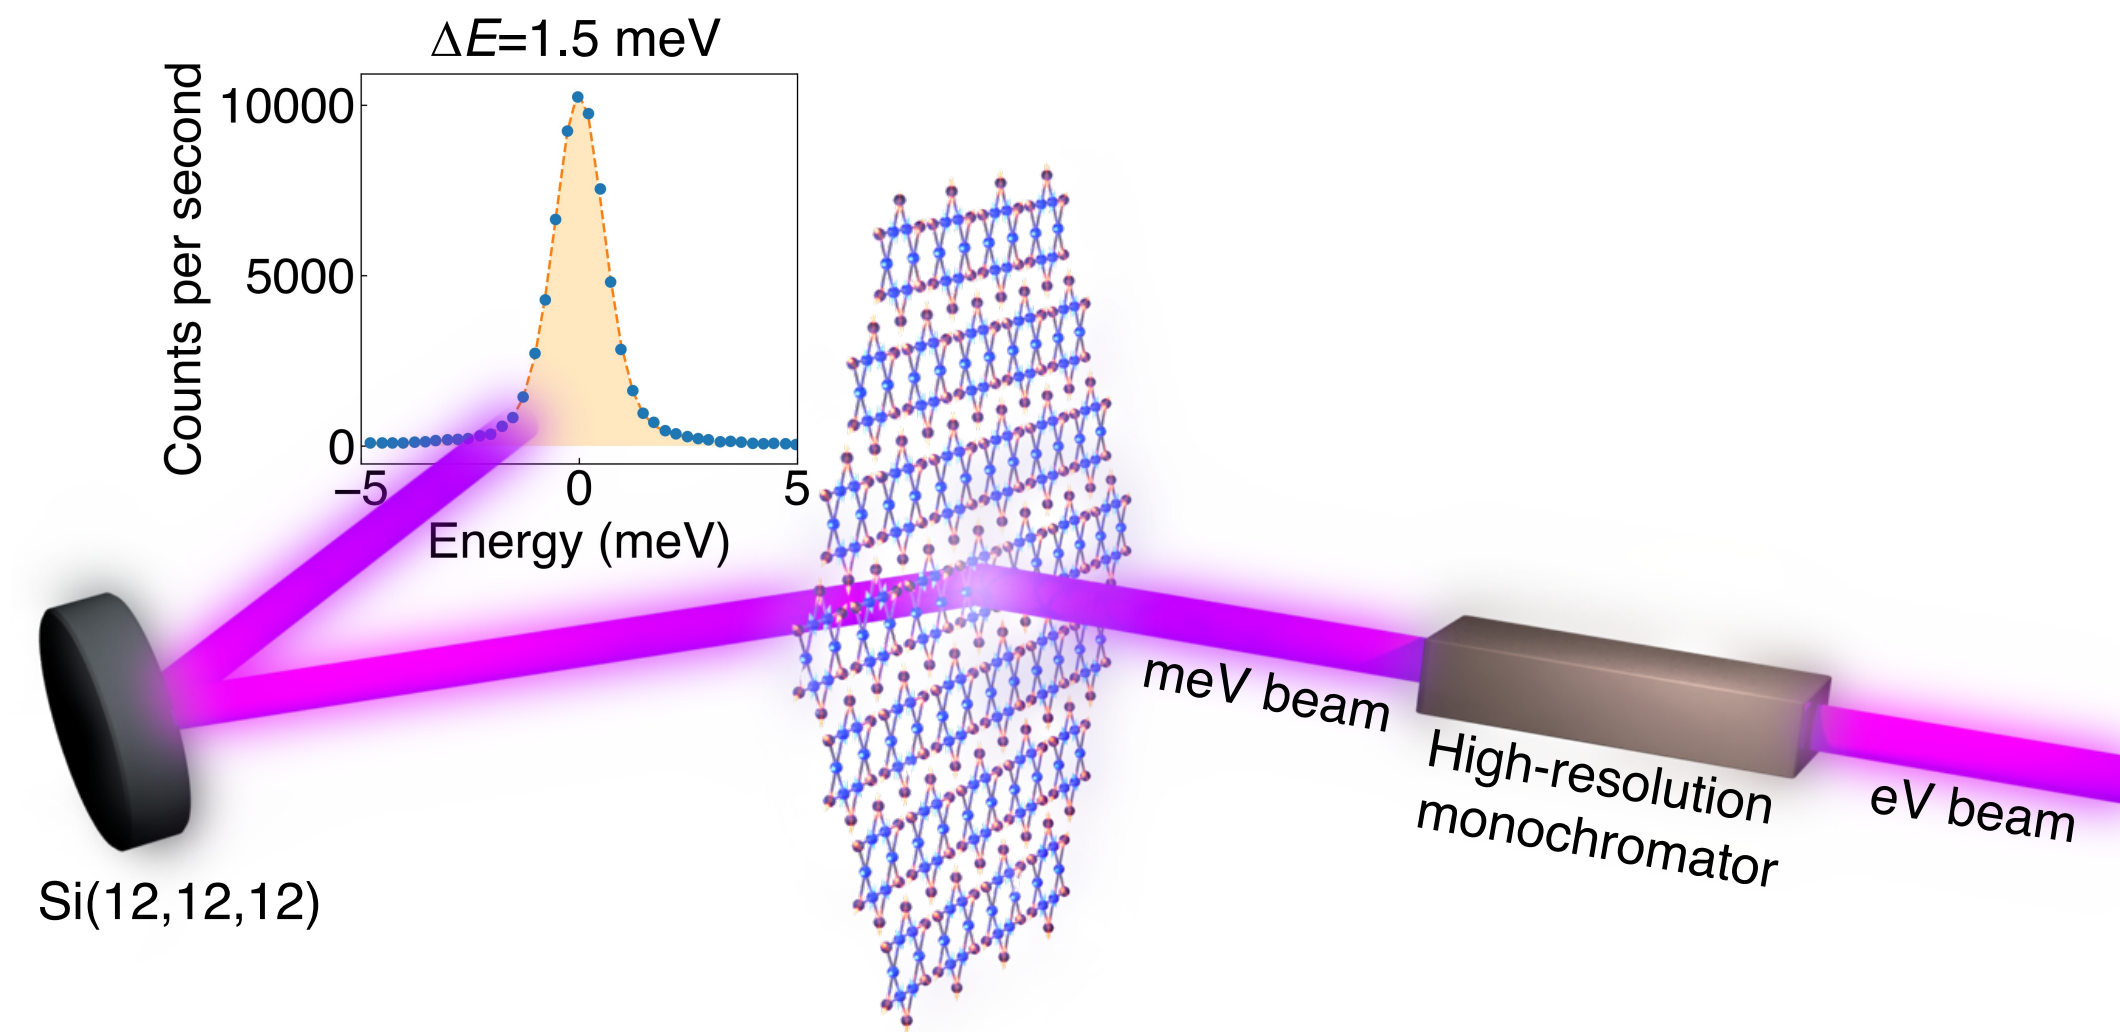 ΔE=1.5 meV
Counts per second
10000
5000
0
−5
0
5
Energy (meV)
meV beam
High-resolution
monochromator
eV beam
Si(12,12,12)